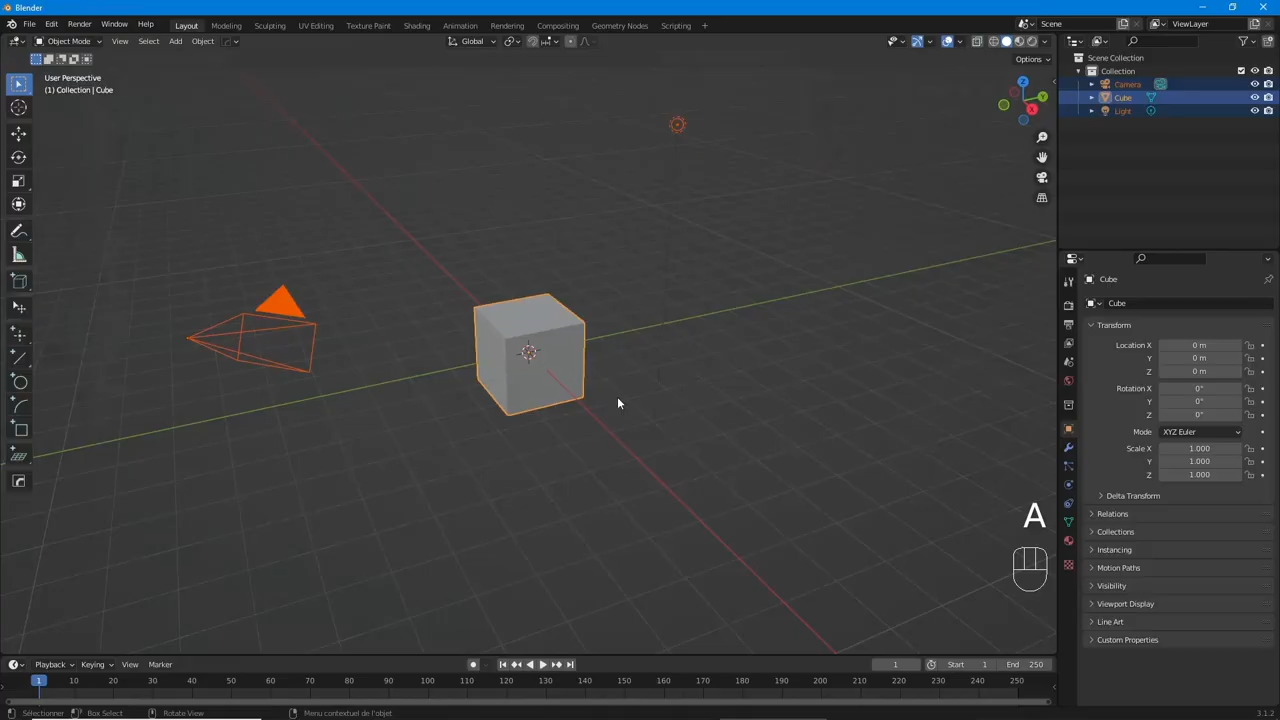 Blender
File Edit Render Window Help
Layout Modeling Sculpting UV Editing Texture Paint Shading Animation Rendering Compositing Geometry Nodes Scripting +
Scene
ViewLayer
Object Mode View Select Add Object
Global
Options
User Perspective
(1) Collection | Cube
Z
Y
X
A
Scene Collection
Collection
Camera
Cube
Light
Cube
Cube
Transform
Location X 0 m
Y 0 m
Z 0 m
Rotation X 0°
Y 0°
Z 0°
Mode XYZ Euler
Scale X 1.000
Y 1.000
Z 1.000
Delta Transform
Relations
Collections
Instancing
Motion Paths
Visibility
Viewport Display
Line Art
Custom Properties
Playback Keying View Marker
1 Start 1 End 250
1 10 20 30 40 50 60 70 80 90 100 110 120 130 140 150 160 170 180 190 200 210 220 230 240 250
Sélectionner Box Select Rotate View Menu contextuel de l'objet 3.1.2